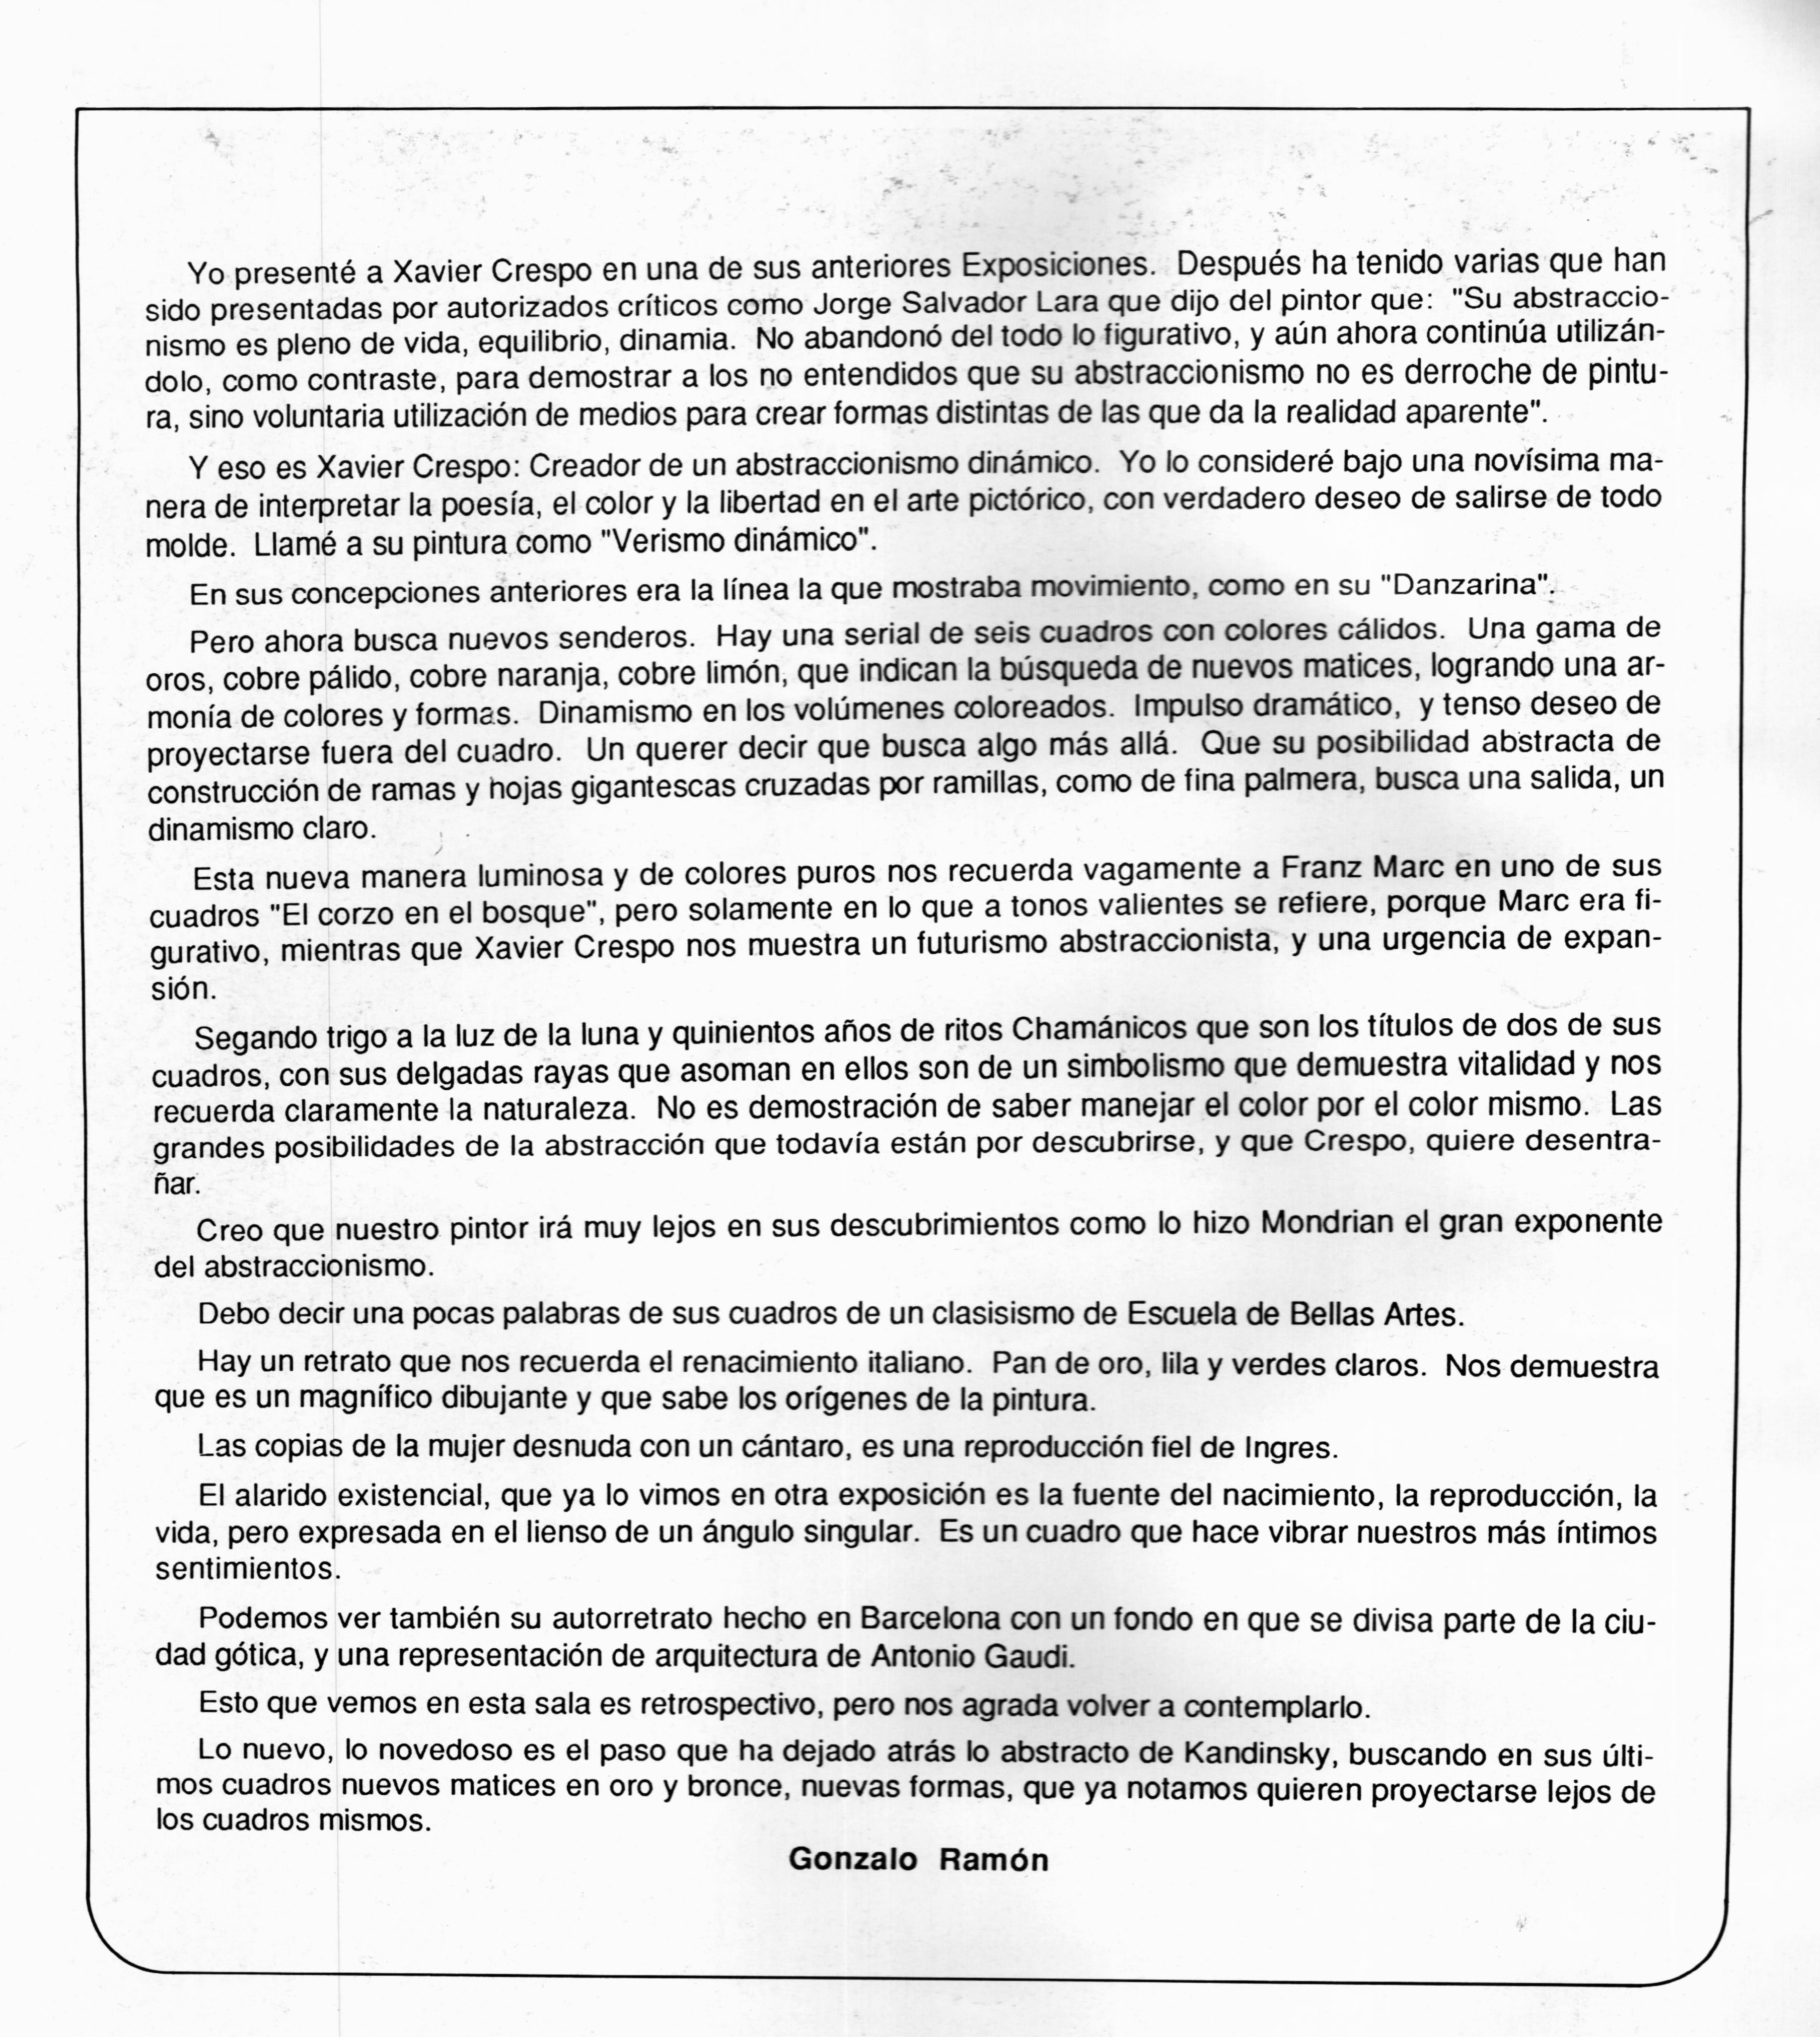 Yo presenté a Xavier Crespo en una de sus anteriores Exposiciones. Después ha tenido varias que han
sido presentadas por autorizados críticos como Jorge Salvador Lara que dijo del pintor que: "Su abstraccio-
nismo es pleno de vida, equilibrio, dinamia. No abandonó del todo lo figurativo, y aún ahora continúa utilizán-
dolo, como contraste, para demostrar a los no entendidos que su abstraccionismo no es derroche de pintu-
ra, sino voluntaria utilización de medios para crear formas distintas de las que da la realidad aparente".
Y eso es Xavier Crespo: Creador de un abstraccionismo dinámico. Yo lo consideré bajo una novísima ma-
nera de interpretar la poesía, el color y la libertad en el arte pictórico, con verdadero deseo de salirse de todo
molde. Llamé a su pintura como "Verismo dinámico".
En sus concepciones anteriores era la línea la que mostraba movimiento, como en su "Danzarina".
Pero ahora busca nuevos senderos. Hay una serial de seis cuadros con colores cálidos. Una gama de
oros, cobre pálido, cobre naranja, cobre limón, que indican la búsqueda de nuevos matices, logrando una ar-
monía de colores y formas. Dinamismo en los volúmenes coloreados. Impulso dramático, y tenso deseo de
proyectarse fuera del cuadro. Un querer decir que busca algo más allá. Que su posibilidad abstracta de
construcción de ramas y hojas gigantescas cruzadas por ramillas, como de fina palmera, busca una salida, un
dinamismo claro.
Esta nueva manera luminosa y de colores puros nos recuerda vagamente a Franz Marc en uno de sus
cuadros "El corzo en el bosque", pero solamente en lo que a tonos valientes se refiere, porque Marc era fi-
gurativo, mientras que Xavier Crespo nos muestra un futurismo abstraccionista, y una urgencia de expan-
sión.
Segando trigo a la luz de la luna y quinientos años de ritos Chamánicos que son los títulos de dos de sus
cuadros, con sus delgadas rayas que asoman en ellos son de un simbolismo que demuestra vitalidad y nos
recuerda claramente la naturaleza. No es demostración de saber manejar el color por el color mismo. Las
grandes posibilidades de la abstracción que todavía están por descubrirse, y que Crespo, quiere desentra-
ñar.
Creo que nuestro pintor irá muy lejos en sus descubrimientos como lo hizo Mondrian el gran exponente
del abstraccionismo.
Debo decir una pocas palabras de sus cuadros de un clasisismo de Escuela de Bellas Artes.
Hay un retrato que nos recuerda el renacimiento italiano. Pan de oro, lila y verdes claros. Nos demuestra
que es un magnífico dibujante y que sabe los orígenes de la pintura.
Las copias de la mujer desnuda con un cántaro, es una reproducción fiel de Ingres.
El alarido existencial, que ya lo vimos en otra exposición es la fuente del nacimiento, la reproducción, la
vida, pero expresada en el lienso de un ángulo singular. Es un cuadro que hace vibrar nuestros más íntimos
sentimientos.
Podemos ver también su autorretrato hecho en Barcelona con un fondo en que se divisa parte de la ciu-
dad gótica, y una representación de arquitectura de Antonio Gaudi.
Esto que vemos en esta sala es retrospectivo, pero nos agrada volver a contemplarlo.
Lo nuevo, lo novedoso es el paso que ha dejado atrás lo abstracto de Kandinsky, buscando en sus últi-
mos cuadros nuevos matices en oro y bronce, nuevas formas, que ya notamos quieren proyectarse lejos de
los cuadros mismos.
Gonzalo Ramón